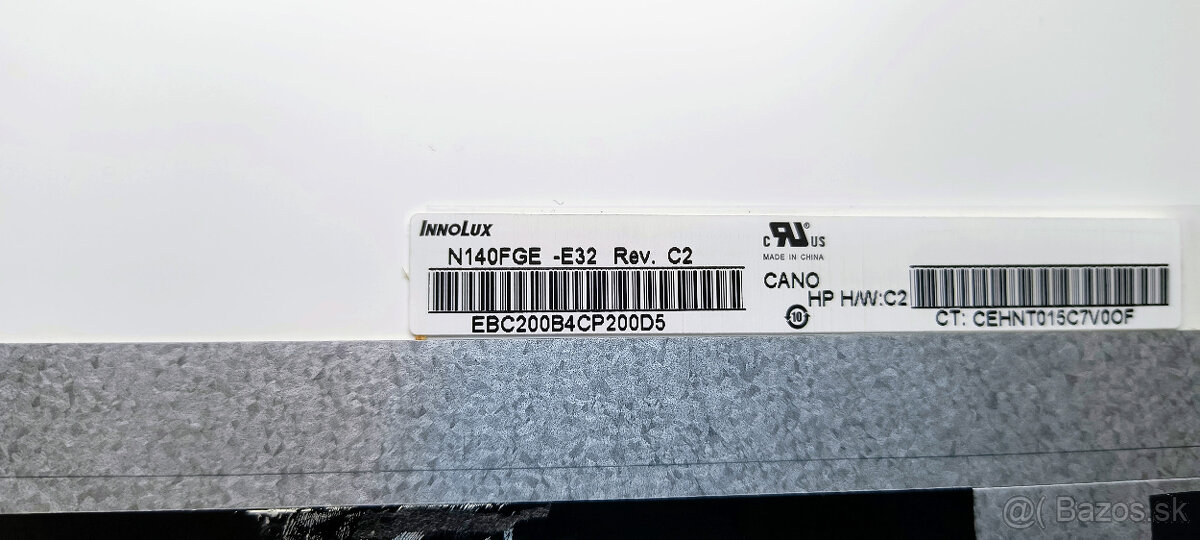 INNOLUX
N140FGE -E32 Rev. C2
EBC200B4CP200D5
c RU ® US
MADE IN CHINA
CANO
HP H/W:C2
10
CT: CEHNT015C7V0OF
@( Bazos.sk